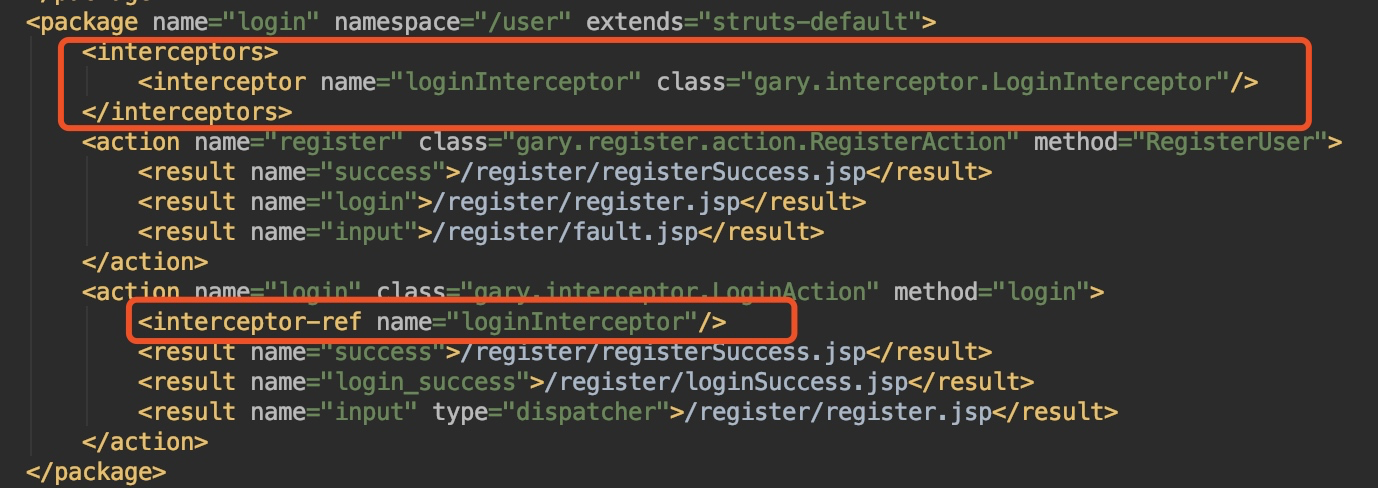 </package>
<package name="login" namespace="/user" extends="struts-default">
<interceptors>
<interceptor name="loginInterceptor" class="gary.interceptor.LoginInterceptor"/>
</interceptors>
<action name="register" class="gary.register.action.RegisterAction" method="RegisterUser">
<result name="success">/register/registerSuccess.jsp</result>
<result name="login">/register/register.jsp</result>
<result name="input">/register/fault.jsp</result>
</action>
<action name="login" class="gary.interceptor.LoginAction" method="login">
<interceptor-ref name="loginInterceptor"/>
<result name="success">/register/registerSuccess.jsp</result>
<result name="login_success">/register/loginSuccess.jsp</result>
<result name="input" type="dispatcher">/register/register.jsp</result>
</action>
</package>